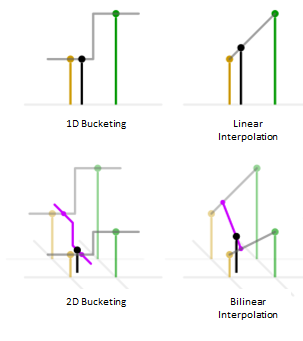 1D Bucketing
Linear
Interpolation
2D Bucketing
Bilinear
Interpolation